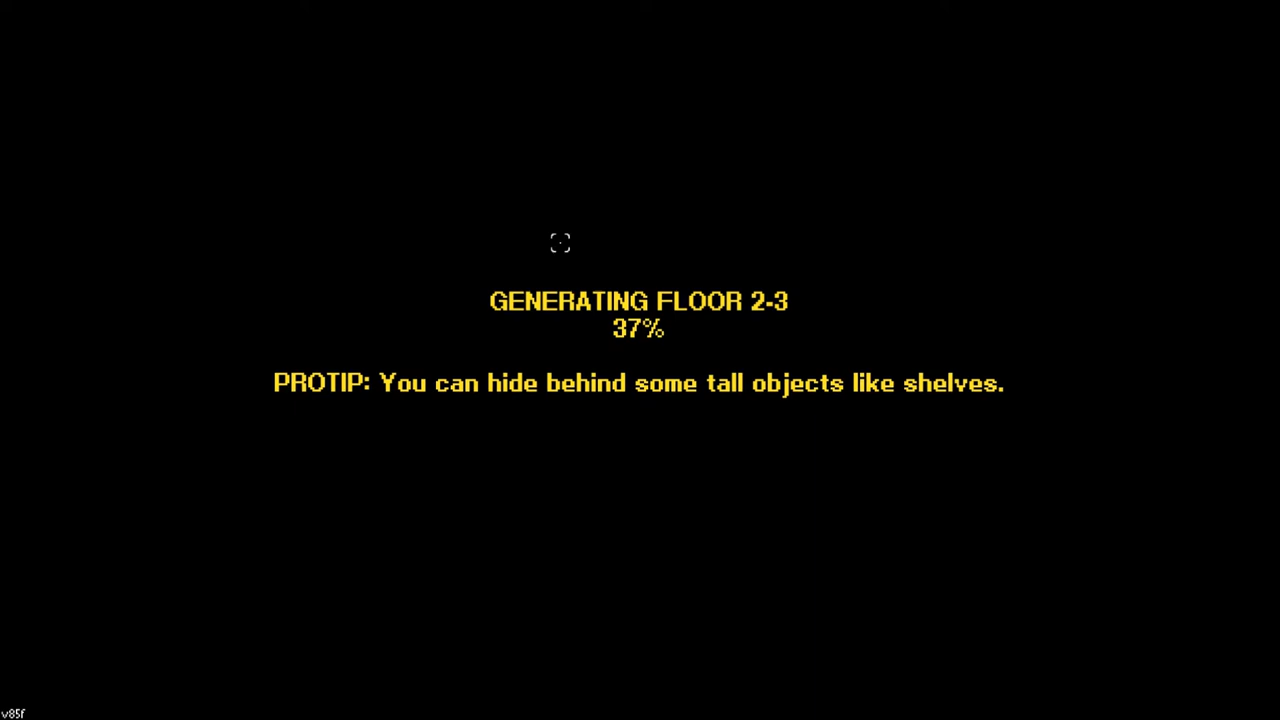 GENERATING FLOOR 2-3
37%
PROTIP: You can hide behind some tall objects like shelves.
v85f